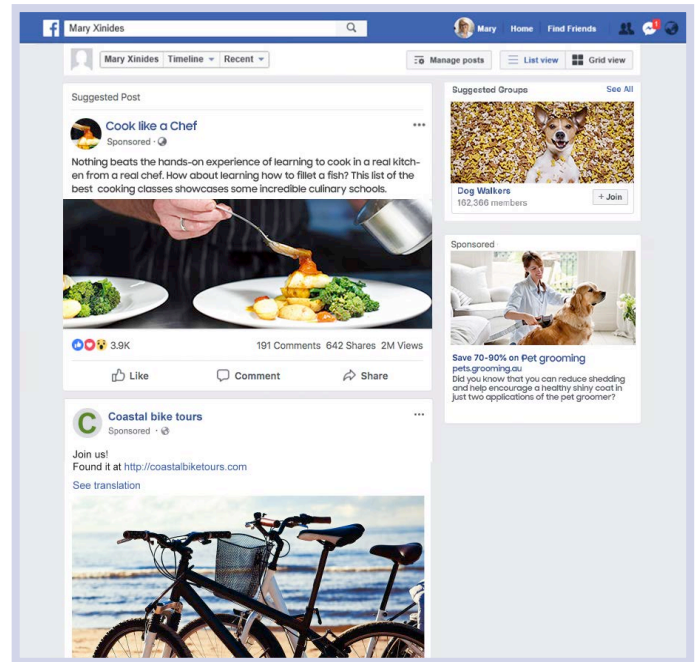 f
Mary Xinides
Mary Home Find Friends
1
Mary Xinides Timeline Recent
Manage posts List view Grid view
Suggested Post
Cook like a Chef
Sponsored ·
Nothing beats the hands-on experience of learning to cook in a real kitch-
en from a real chef. How about learning how to fillet a fish? This list of the
best cooking classes showcases some incredible culinary schools.
3.9K
191 Comments 642 Shares 2M Views
Like Comment Share
C
Coastal bike tours
Sponsored ·
Join us!
Found it at http://coastalbiketours.com
See translation
Suggested Groups See All
Dog Walkers
162,366 members
+ Join
Sponsored
Save 70-90% on Pet grooming
pets.grooming.au
Did you know that you can reduce shedding
and help encourage a healthy shiny coat in
just two applications of the pet groomer?